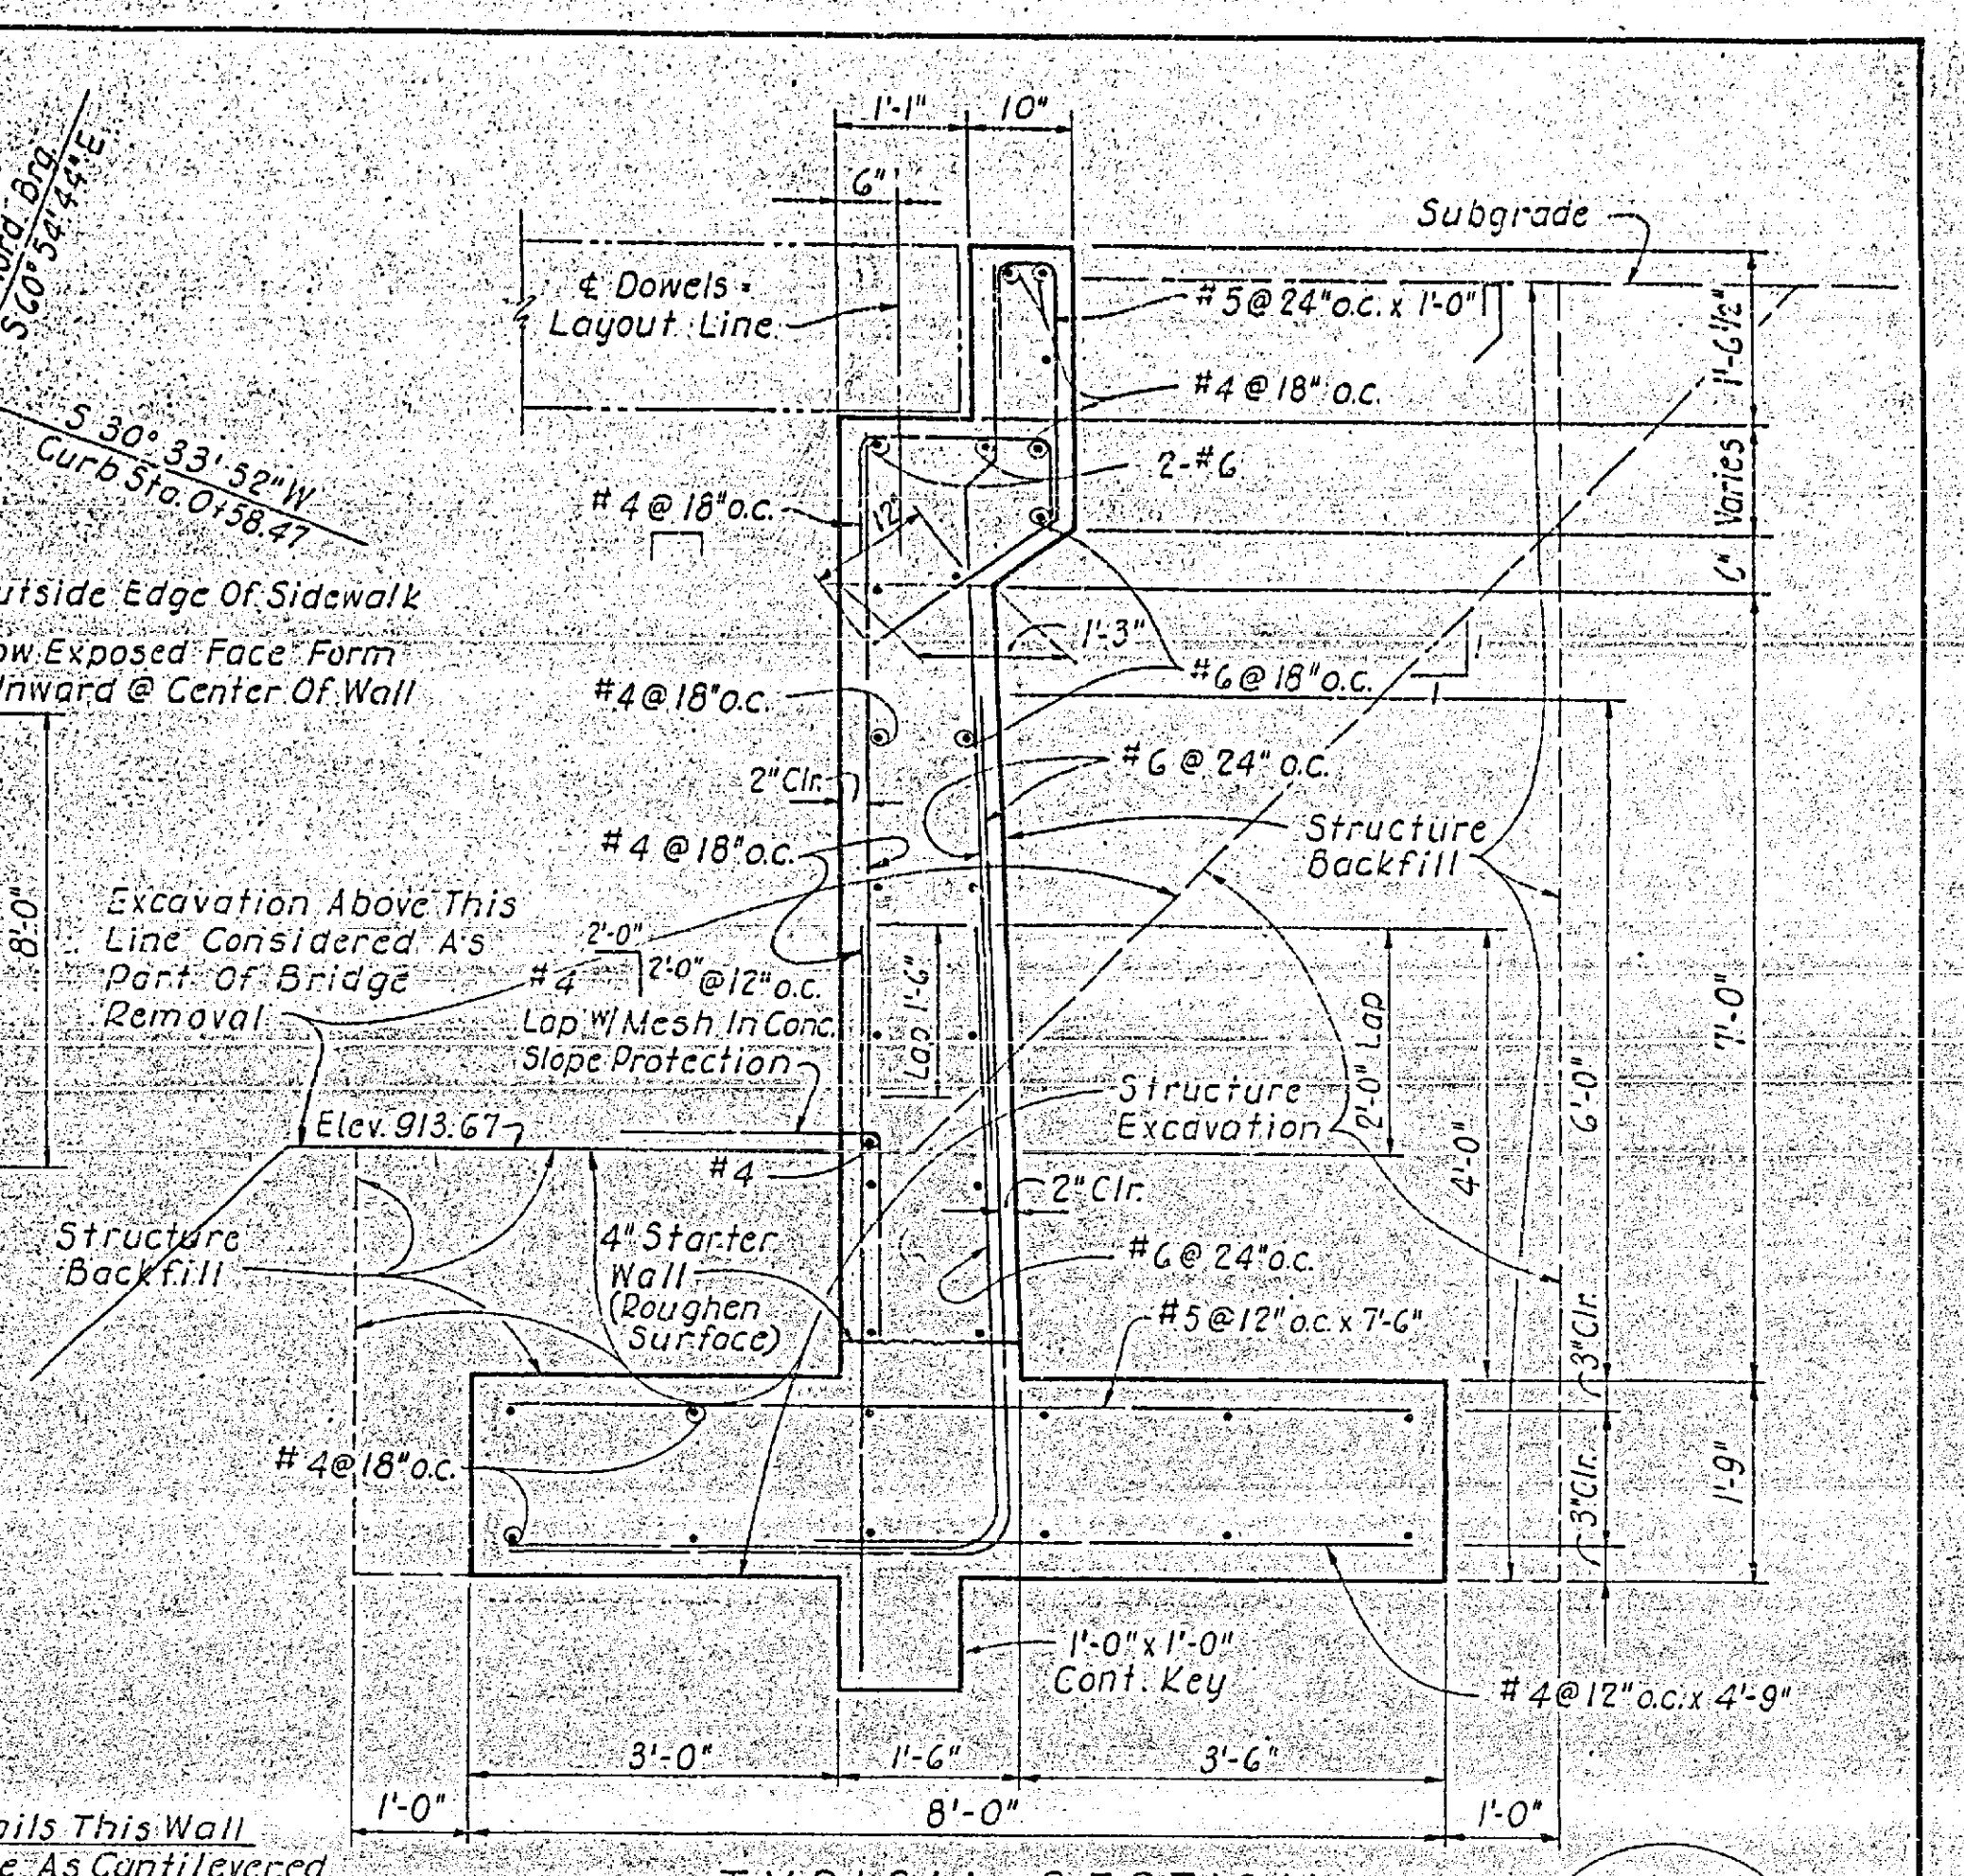 1'-1" 10"
6"
Subgrade
Brg.
S 60° 54' 44" E
₵ Dowels =
Layout Line
#5 @ 24" o.c. x 1'-0"
1'-6½"
#4 @ 18" o.c.
S 30° 33' 52" W
Curb Sta. 0+58.47
2-#6
Varies
#4 @ 18" o.c.
12"
Edge Of Sidewalk
1'-3"
Exposed Face Form
Inward @ Center Of Wall
#6 @ 18" o.c.
1
1
#4 @ 18" o.c.
2" Clr.
#6 @ 24" o.c.
#4 @ 18" o.c.
Structure
Backfill
8'-0"
Excavation Above This
Line Considered As
Part Of Bridge
Removal
2'-0"
#4 2'-0" @ 12" o.c.
Lap W/ Mesh In Conc.
Slope Protection
Lap 1'-6"
2'-0" Lap
4'-0"
6'-0"
7'-0"
Structure
Excavation
Elev. 913.67
#4
2" Clr.
Structure
Backfill
4" Starter
Wall
(Roughen
Surface)
#6 @ 24" o.c.
#5 @ 12" o.c. x 7'-6"
3" Clr.
#4 @ 18" o.c.
3" Clr.
1'-9"
1'-0" x 1'-0"
Cont. Key
#4 @ 12" o.c. x 4'-9"
3'-0" 1'-6" 3'-6"
1'-0" 8'-0" 1'-0"
This Wall
As Cantilevered